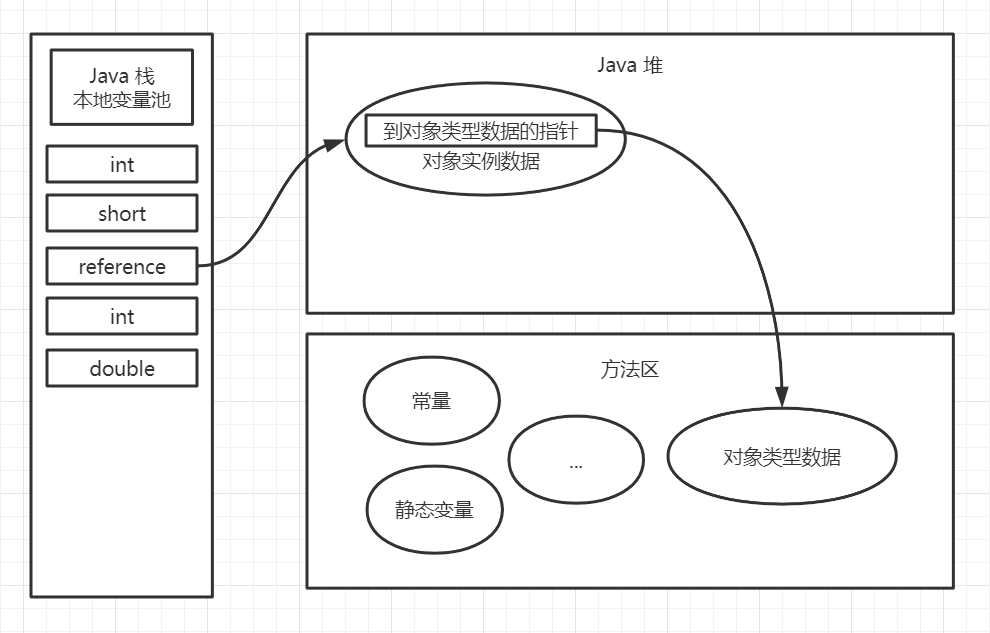 Java 栈
本地变量池
int
short
reference
int
double
Java 堆
到对象类型数据的指针
对象实例数据
方法区
常量
...
对象类型数据
静态变量